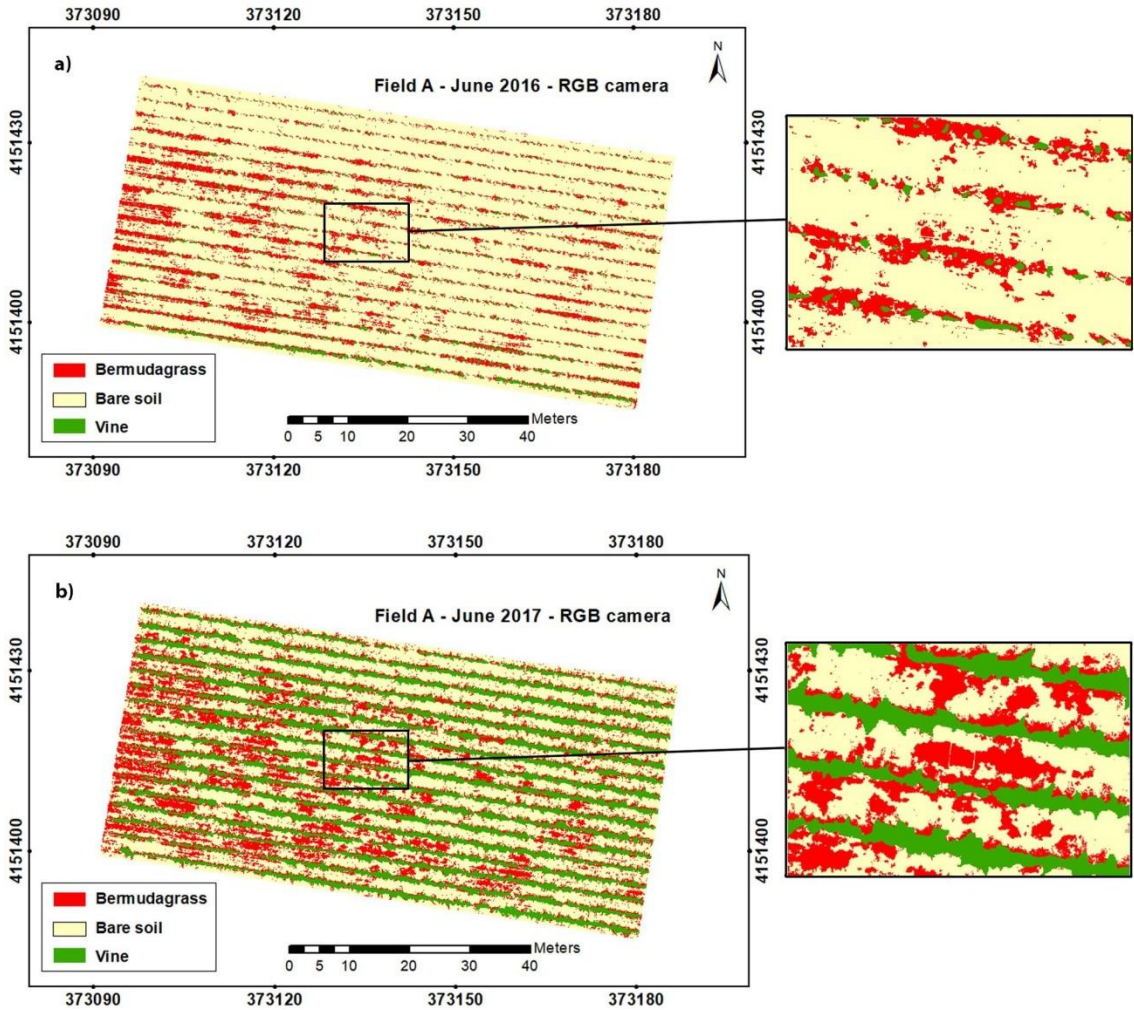 373090 373120 373150 373180
a)
N
Field A - June 2016 - RGB camera
4151430 4151430
4151400 4151400
Bermudagrass
Bare soil
Vine
Meters
0 5 10 20 30 40
373090 373120 373150 373180
373090 373120 373150 373180
b)
N
Field A - June 2017 - RGB camera
4151430 4151430
4151400 4151400
Bermudagrass
Bare soil
Vine
Meters
0 5 10 20 30 40
373090 373120 373150 373180